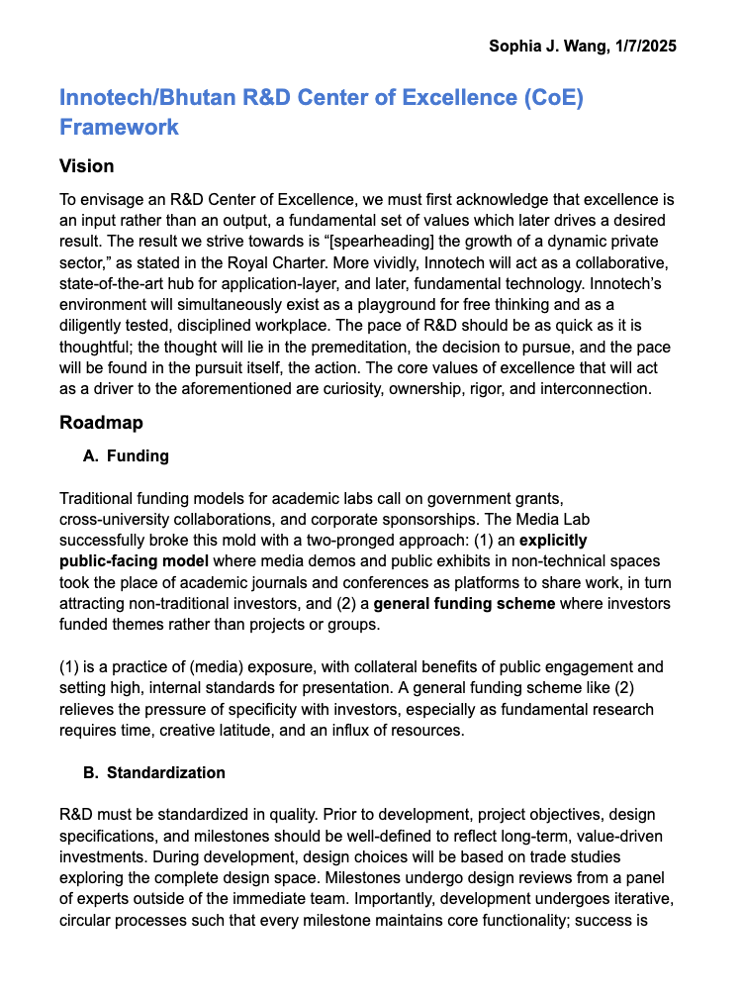 Sophia J. Wang, 1/7/2025
Innotech/Bhutan R&D Center of Excellence (CoE)
Framework
Vision
To envisage an R&D Center of Excellence, we must first acknowledge that excellence is
an input rather than an output, a fundamental set of values which later drives a desired
result. The result we strive towards is “[spearheading] the growth of a dynamic private
sector,” as stated in the Royal Charter. More vividly, Innotech will act as a collaborative,
state-of-the-art hub for application-layer, and later, fundamental technology. Innotech’s
environment will simultaneously exist as a playground for free thinking and as a
diligently tested, disciplined workplace. The pace of R&D should be as quick as it is
thoughtful; the thought will lie in the premeditation, the decision to pursue, and the pace
will be found in the pursuit itself, the action. The core values of excellence that will act
as a driver to the aforementioned are curiosity, ownership, rigor, and interconnection.
Roadmap
A. Funding
Traditional funding models for academic labs call on government grants,
cross-university collaborations, and corporate sponsorships. The Media Lab
successfully broke this mold with a two-pronged approach: (1) an explicitly
public-facing model where media demos and public exhibits in non-technical spaces
took the place of academic journals and conferences as platforms to share work, in turn
attracting non-traditional investors, and (2) a general funding scheme where investors
funded themes rather than projects or groups.
(1) is a practice of (media) exposure, with collateral benefits of public engagement and
setting high, internal standards for presentation. A general funding scheme like (2)
relieves the pressure of specificity with investors, especially as fundamental research
requires time, creative latitude, and an influx of resources.
B. Standardization
R&D must be standardized in quality. Prior to development, project objectives, design
specifications, and milestones should be well-defined to reflect long-term, value-driven
investments. During development, design choices will be based on trade studies
exploring the complete design space. Milestones undergo design reviews from a panel
of experts outside of the immediate team. Importantly, development undergoes iterative,
circular processes such that every milestone maintains core functionality; success is